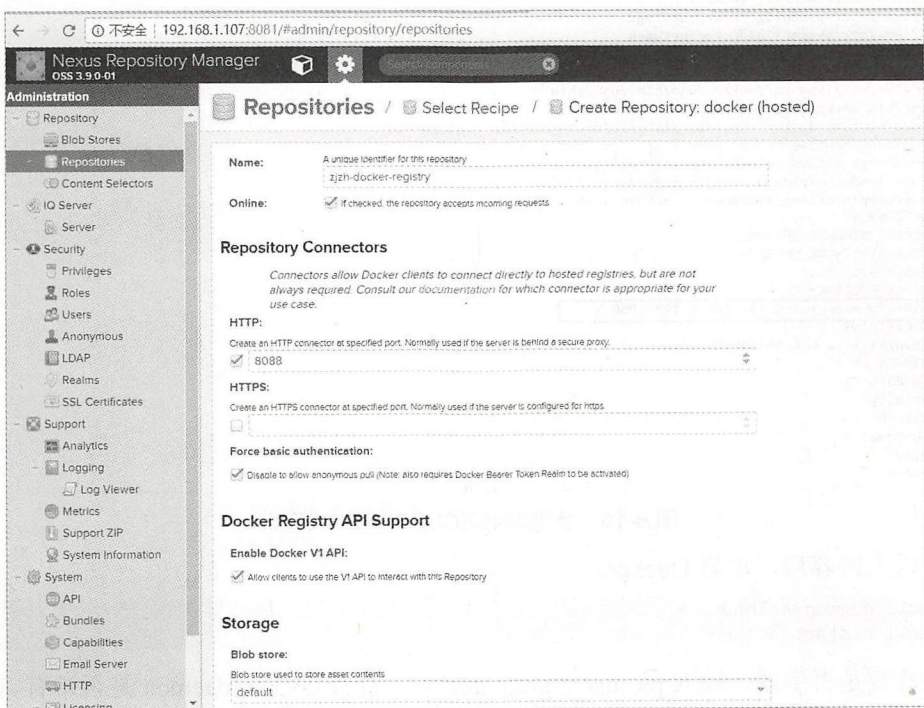 不安全 | 192.168.1.107:8081/#admin/repository/repositories
Nexus Repository Manager
OSS 3.9.0-01
Search components
Administration
Repository
Blob Stores
Repositories
Content Selectors
IQ Server
Server
Security
Privileges
Roles
Users
Anonymous
LDAP
Realms
SSL Certificates
Support
Analytics
Logging
Log Viewer
Metrics
Support ZIP
System Information
System
API
Bundles
Capabilities
Email Server
HTTP
Licensing
Repositories / Select Recipe / Create Repository: docker (hosted)
Name:
A unique identifier for this repository
zjzh-docker-registry
Online:
If checked, the repository accepts incoming requests
Repository Connectors
Connectors allow Docker clients to connect directly to hosted registries, but are not
always required. Consult our documentation for which connector is appropriate for your
use case.
HTTP:
Create an HTTP connector at specified port. Normally used if the server is behind a secure proxy.
8088
HTTPS:
Create an HTTPS connector at specified port. Normally used if the server is configured for https
Force basic authentication:
Disable to allow anonymous pull (Note: also requires Docker Bearer Token Realm to be activated)
Docker Registry API Support
Enable Docker V1 API:
Allow clients to use the V1 API to interact with this Repository
Storage
Blob store:
Blob store used to store asset contents
default